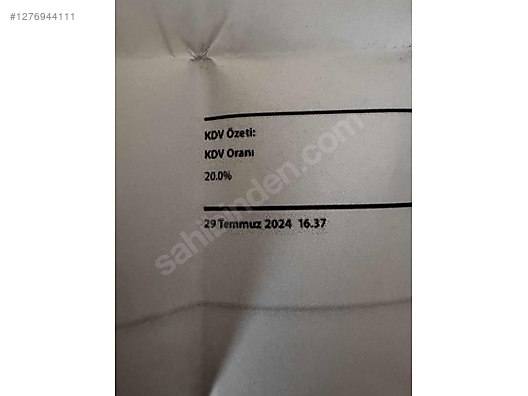 #1276944111
KDV Özeti:
KDV Oranı
20.0%
29 Temmuz 2024 16.37
sahibinden.com